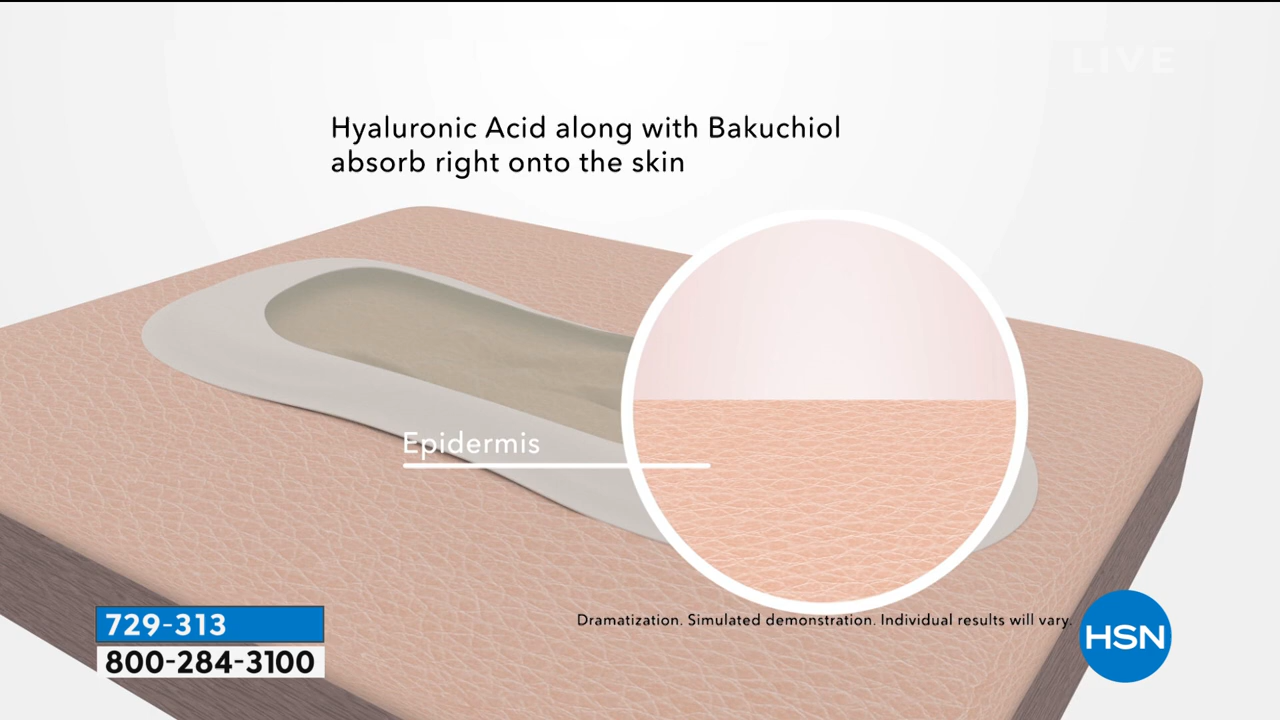 LIVE
Hyaluronic Acid along with Bakuchiol
absorb right onto the skin
Epidermis
729-313
800-284-3100
Dramatization. Simulated demonstration. Individual results will vary.
HSN